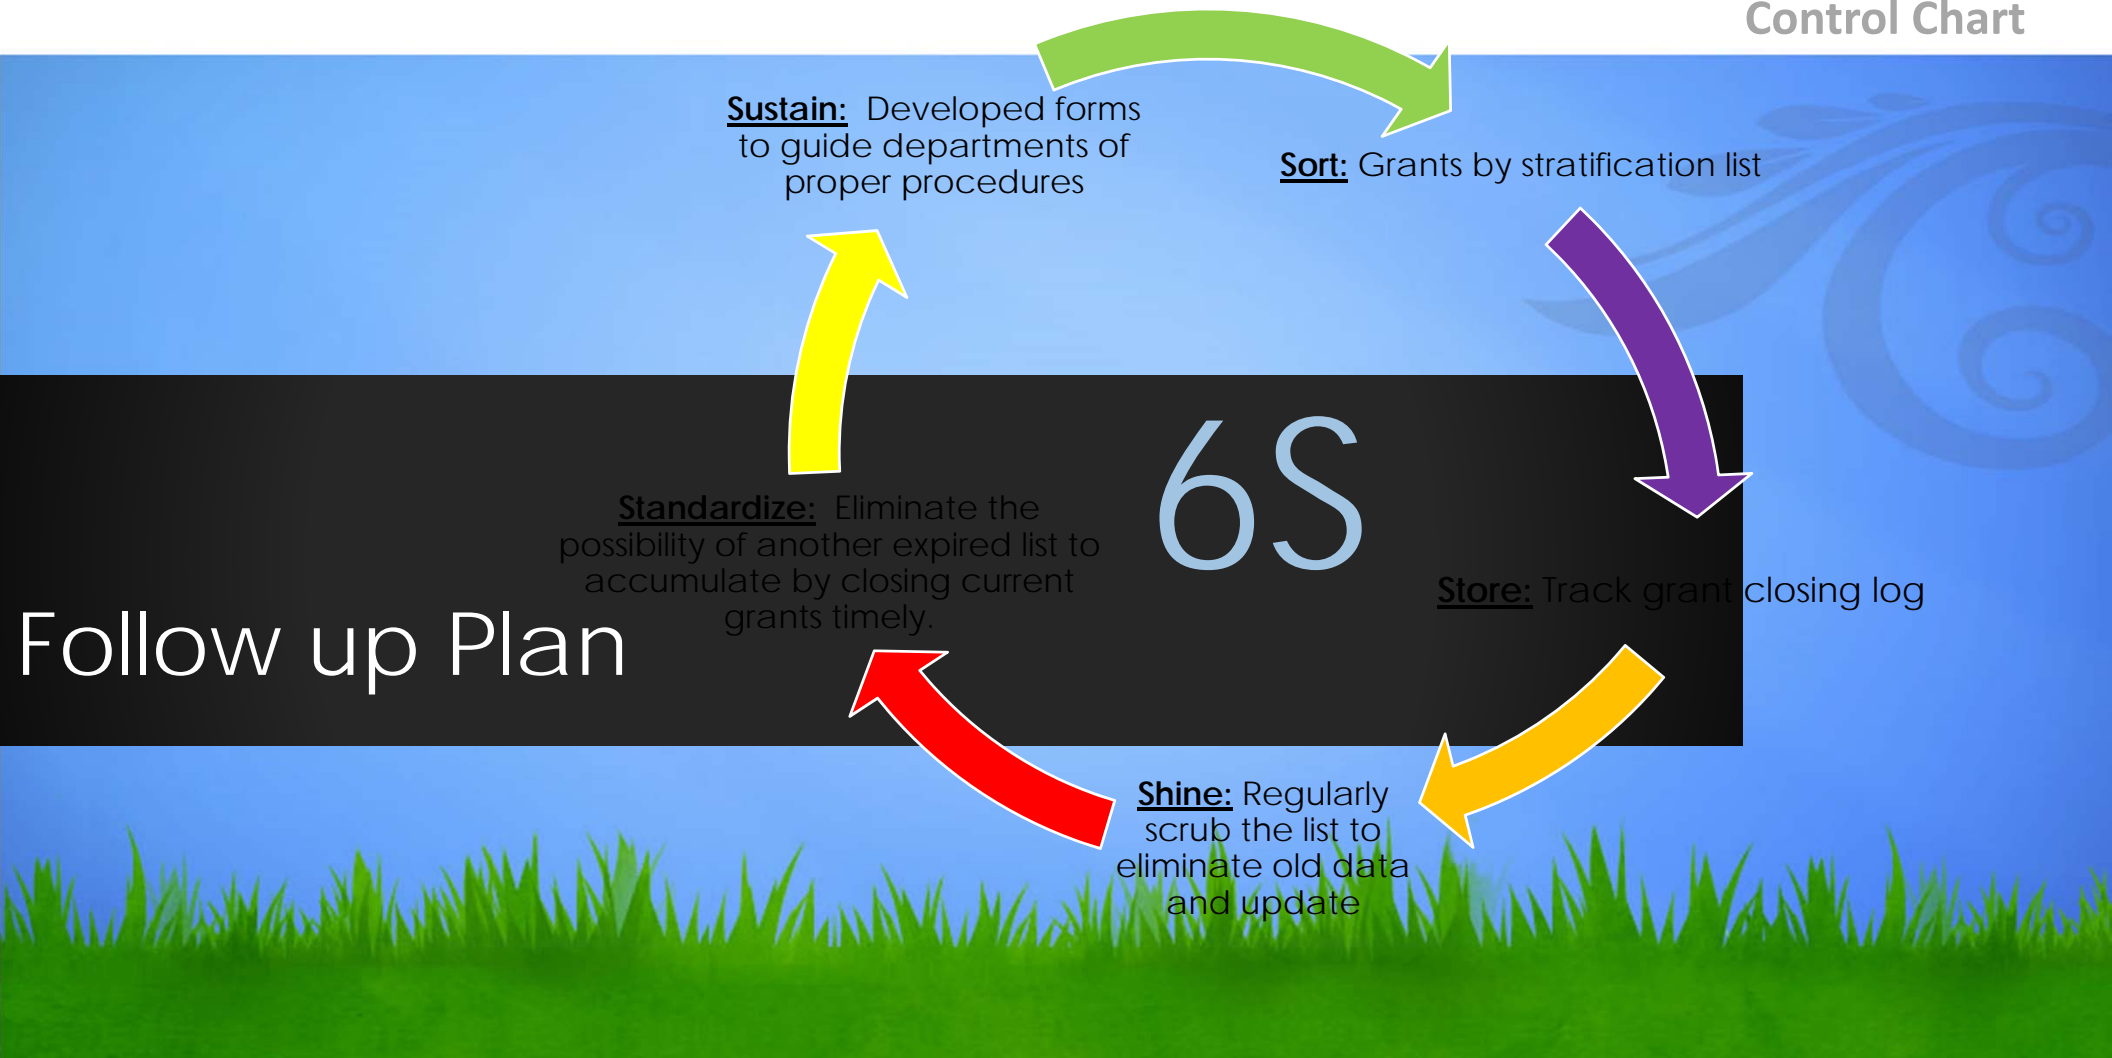 Control Chart
Sustain: Developed forms
to guide departments of
proper procedures
Sort: Grants by stratification list
6S
Standardize: Eliminate the
possibility of another expired list to
accumulate by closing current
grants timely.
Store: Track grant closing log
Follow up Plan
Shine: Regularly
scrub the list to
eliminate old data
and update